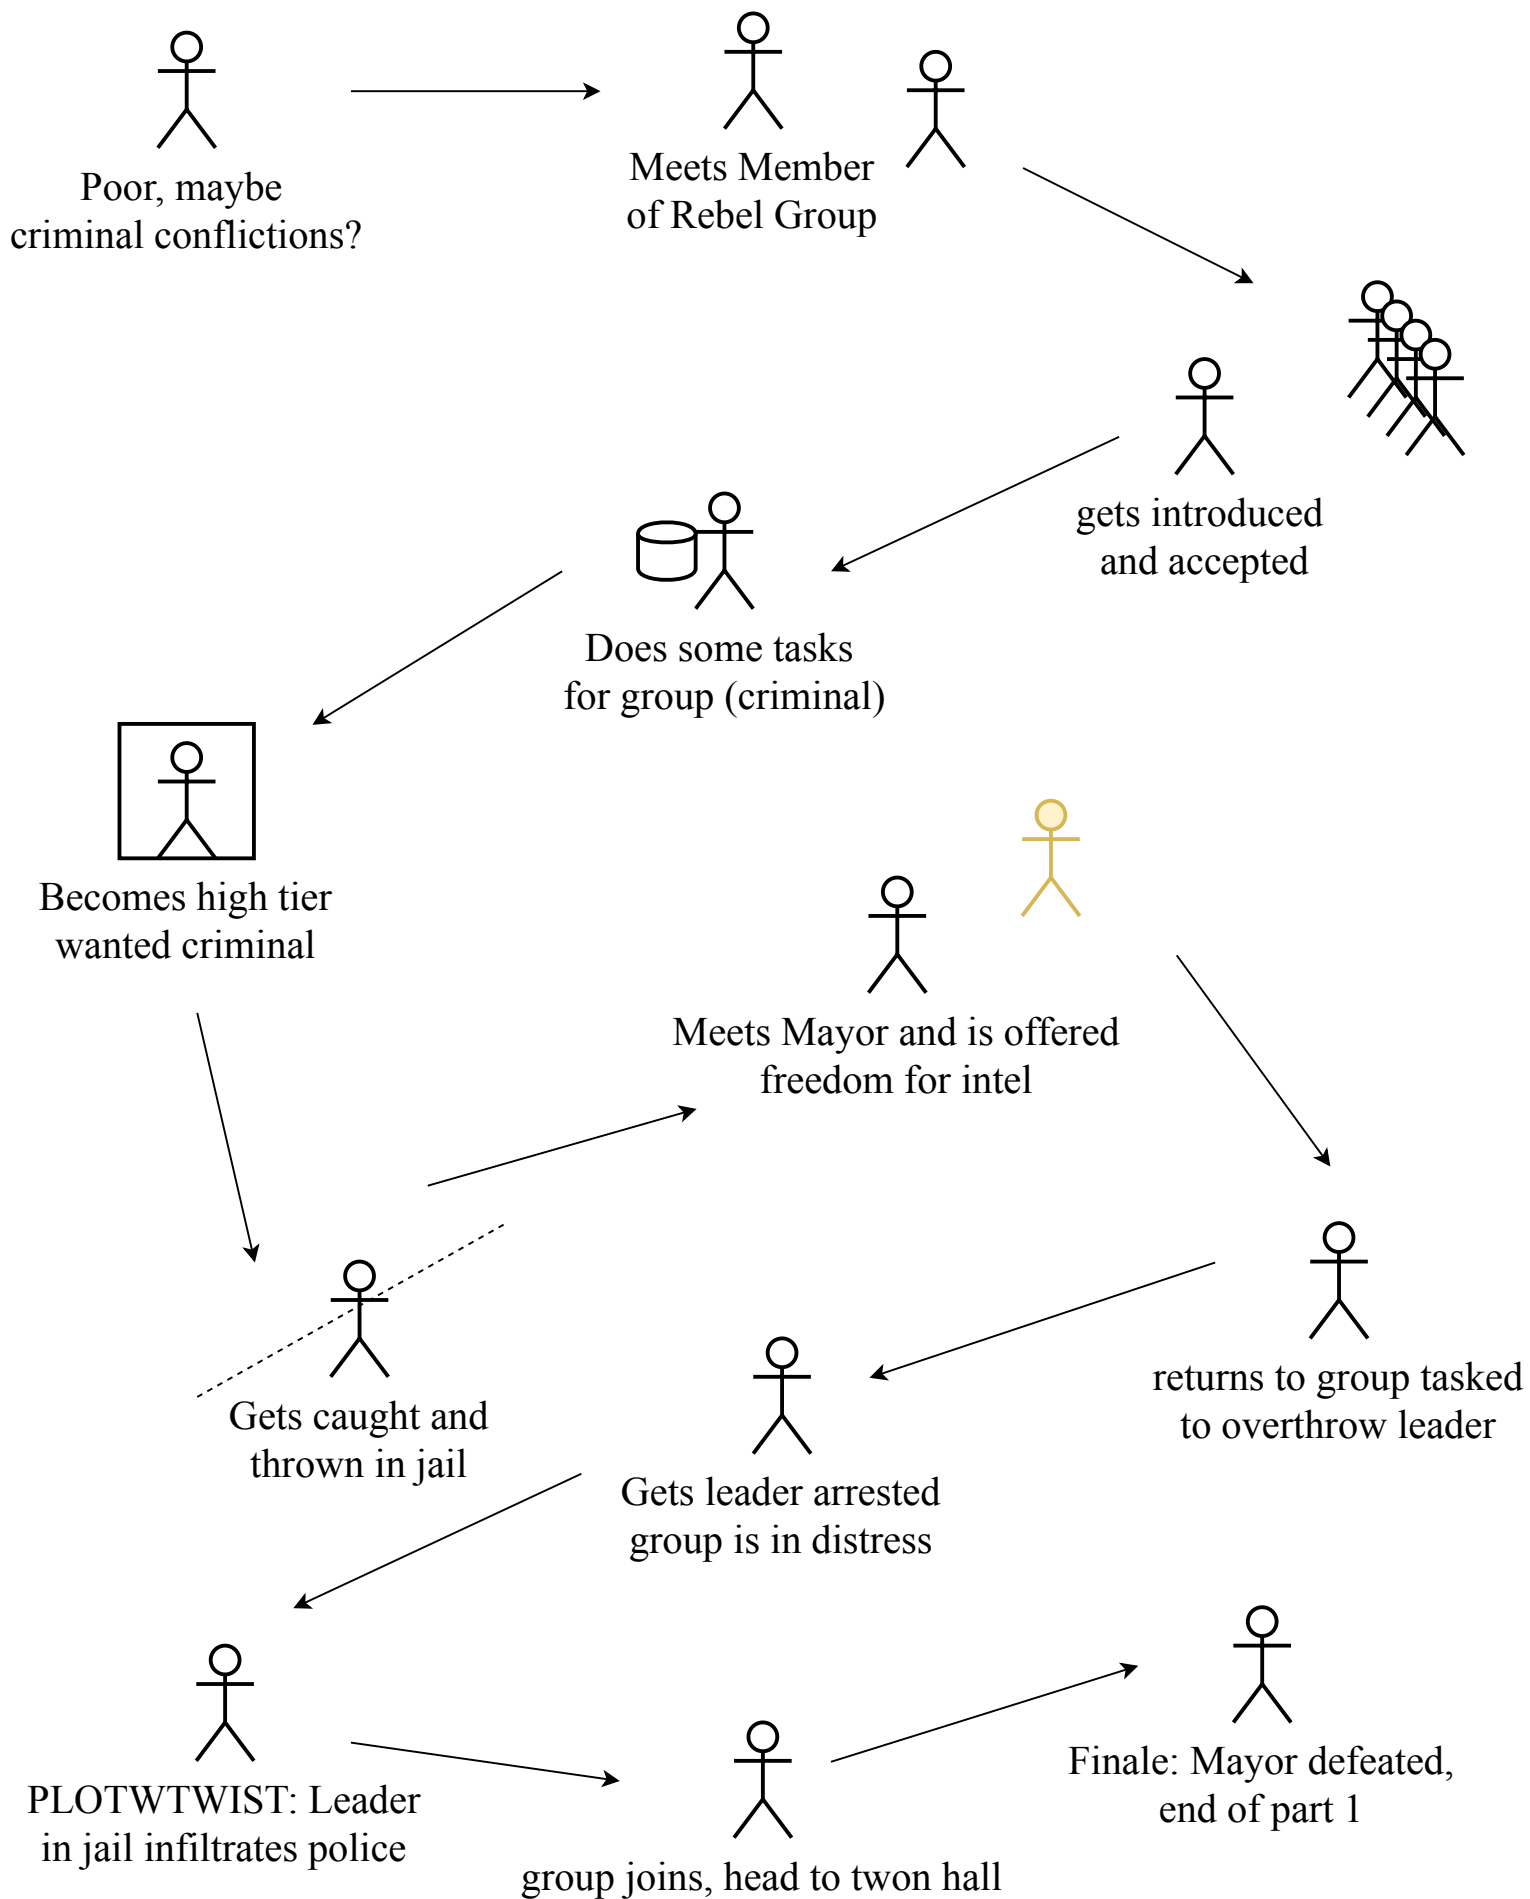 Poor, maybe
criminal conflictions?
Meets Member
of Rebel Group
gets introduced
and accepted
Does some tasks
for group (criminal)
Becomes high tier
wanted criminal
Gets caught and
thrown in jail
Meets Mayor and is offered
freedom for intel
returns to group tasked
to overthrow leader
Gets leader arrested
group is in distress
PLOTWTWIST: Leader
in jail infiltrates police
group joins, head to twon hall
Finale: Mayor defeated,
end of part 1